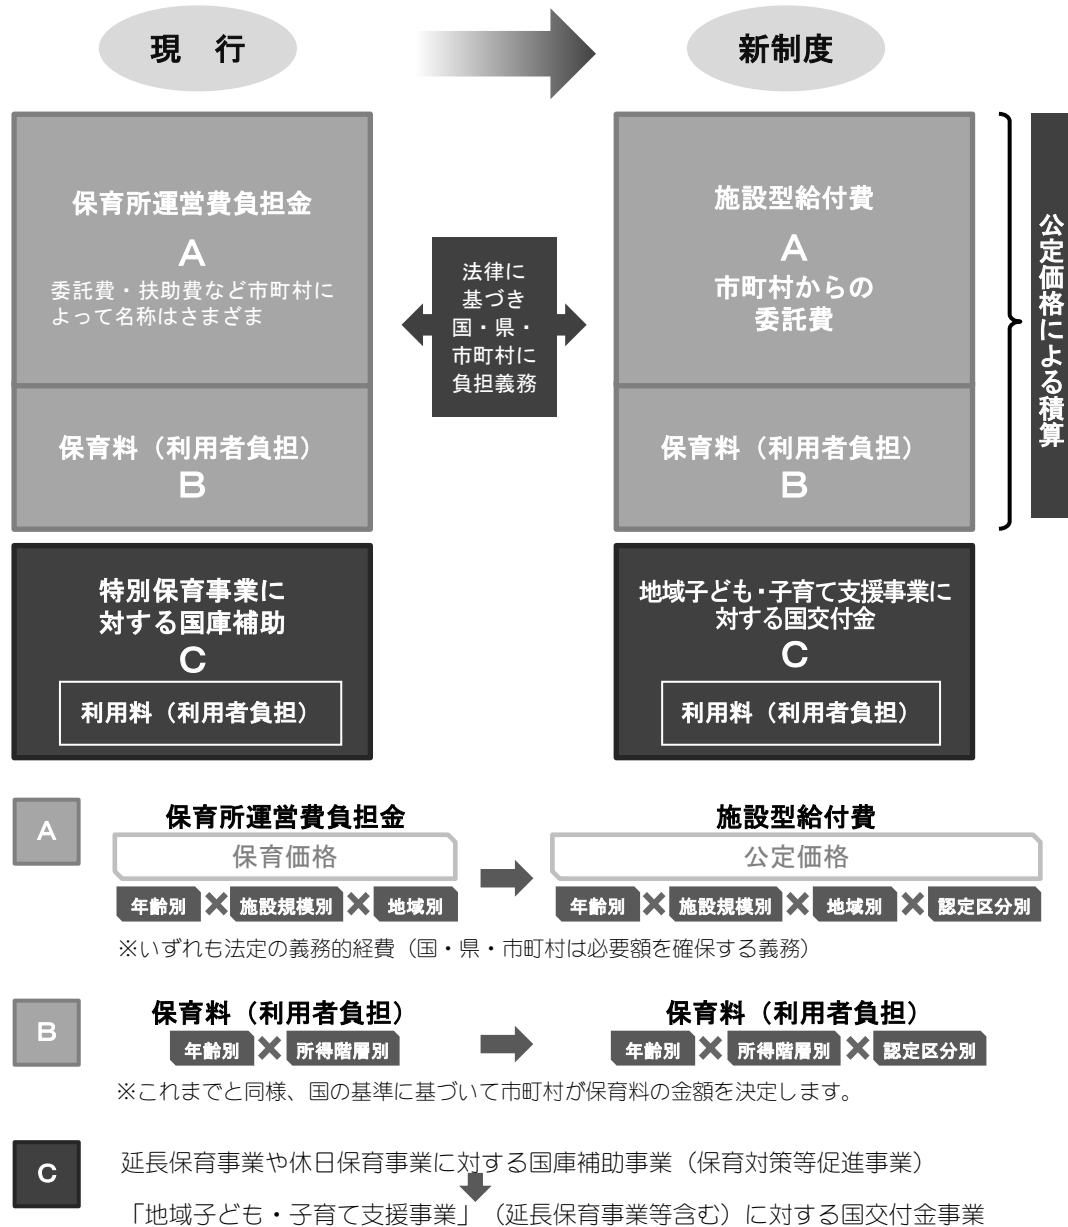 現　行
新制度
保育所運営費負担金
A
委託費・扶助費など市町村に
よって名称はさまざま
保育料（利用者負担）
B
法律に
基づき
国・県・
市町村に
負担義務
施設型給付費
A
市町村からの
委託費
保育料（利用者負担）
B
公定価格による積算
特別保育事業に
対する国庫補助
C
利用料（利用者負担）
地域子ども・子育て支援事業に
対する国交付金
C
利用料（利用者負担）
A
保育所運営費負担金
保育価格
年齢別×施設規模別×地域別
施設型給付費
公定価格
年齢別×施設規模別×地域別×認定区分別
※いずれも法定の義務的経費（国・県・市町村は必要額を確保する義務）
B
保育料（利用者負担）
年齢別×所得階層別
保育料（利用者負担）
年齢別×所得階層別×認定区分別
※これまでと同様、国の基準に基づいて市町村が保育料の金額を決定します。
C
延長保育事業や休日保育事業に対する国庫補助事業（保育対策等促進事業）
「地域子ども・子育て支援事業」（延長保育事業等含む）に対する国交付金事業